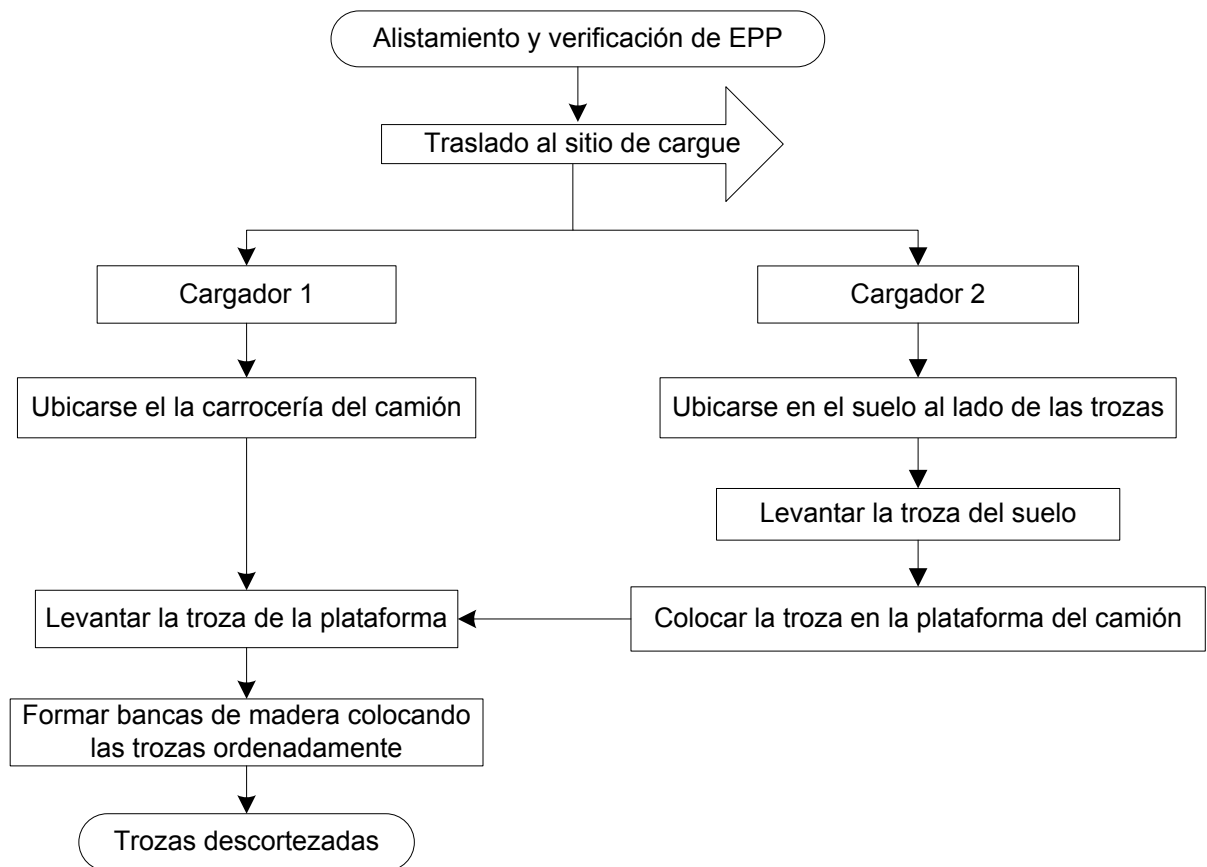 Alistamiento y verificación de EPP
Traslado al sitio de cargue
Cargador 1
Cargador 2
Ubicarse el la carrocería del camión
Ubicarse en el suelo al lado de las trozas
Levantar la troza del suelo
Levantar la troza de la plataforma
Colocar la troza en la plataforma del camión
Formar bancas de madera colocando
las trozas ordenadamente
Trozas descortezadas